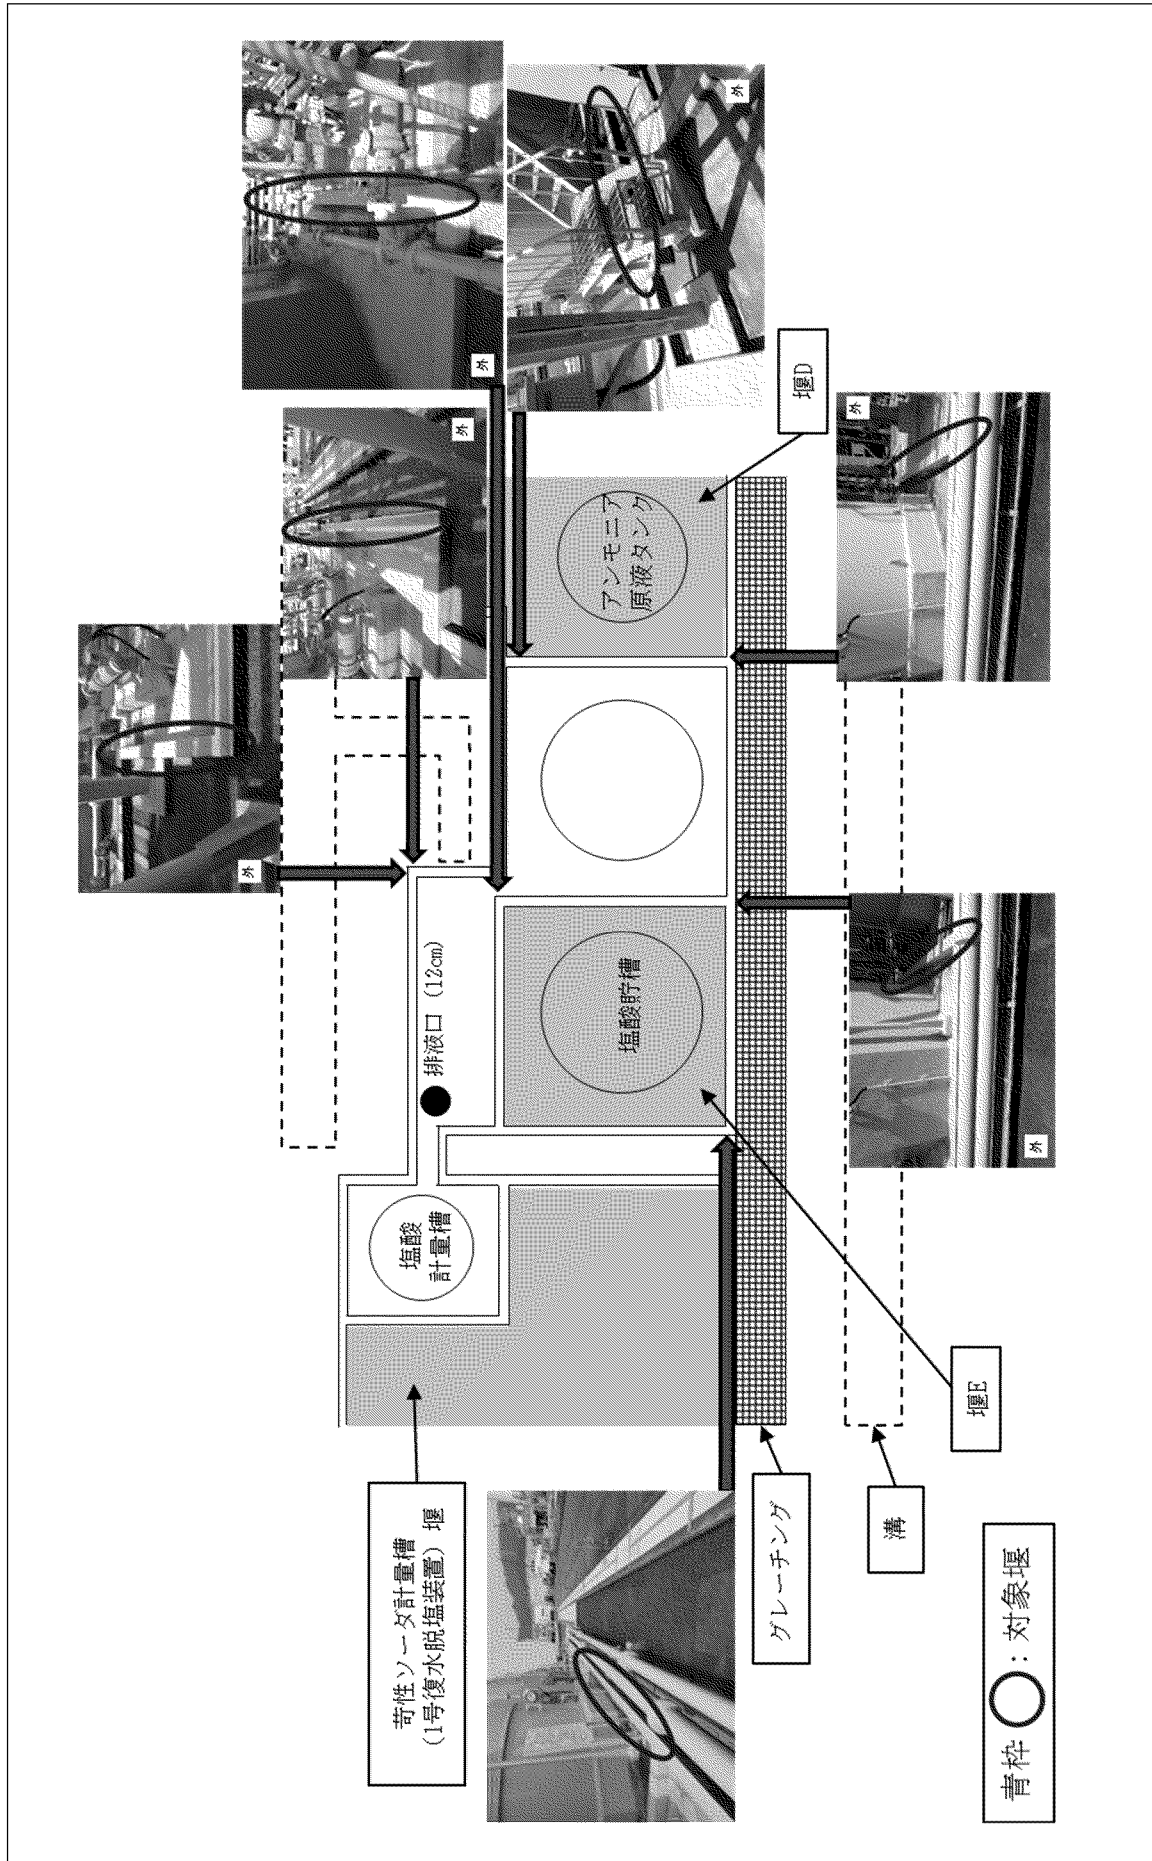 苛性ソーダ計量槽
(1号復水脱塩装置) 堰
塩酸
計量槽
排液口 (12cm)
塩酸貯槽
アンモニア
原液タンク
堰D
堰E
グレーチング
溝
青枠 : 対象堰
外
外
外
外
外
外